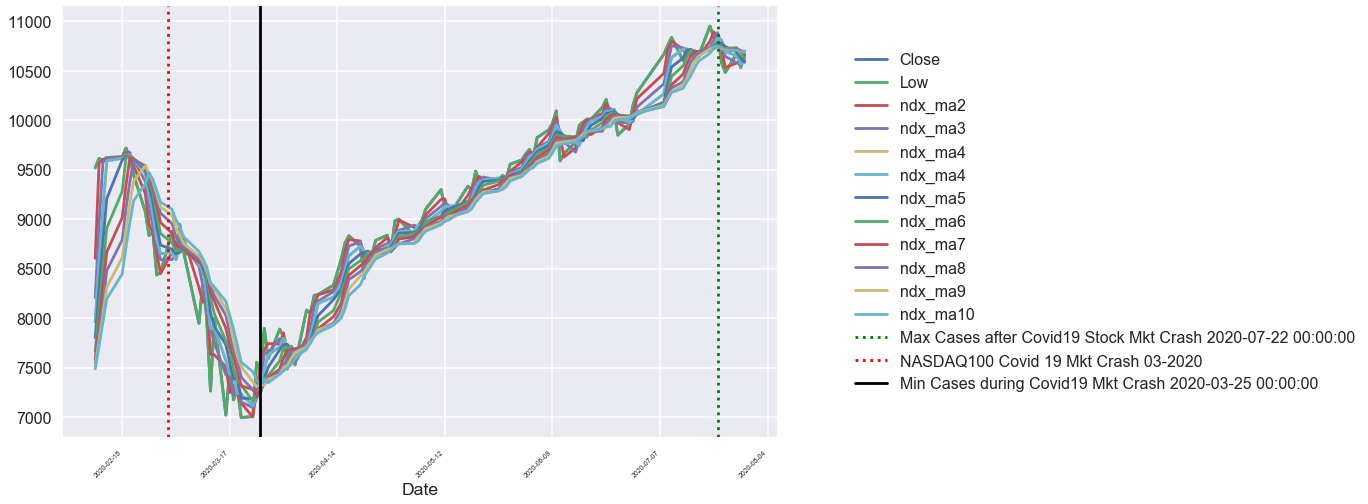 11000
10500
10000
9500
9000
8500
8000
7500
7000
2020-02-18
2020-03-17
2020-04-14
2020-05-12
2020-06-09
2020-07-07
2020-08-04
Date
Close
Low
ndx_ma2
ndx_ma3
ndx_ma4
ndx_ma4
ndx_ma5
ndx_ma6
ndx_ma7
ndx_ma8
ndx_ma9
ndx_ma10
Max Cases after Covid19 Stock Mkt Crash 2020-07-22 00:00:00
NASDAQ100 Covid 19 Mkt Crash 03-2020
Min Cases during Covid19 Mkt Crash 2020-03-25 00:00:00